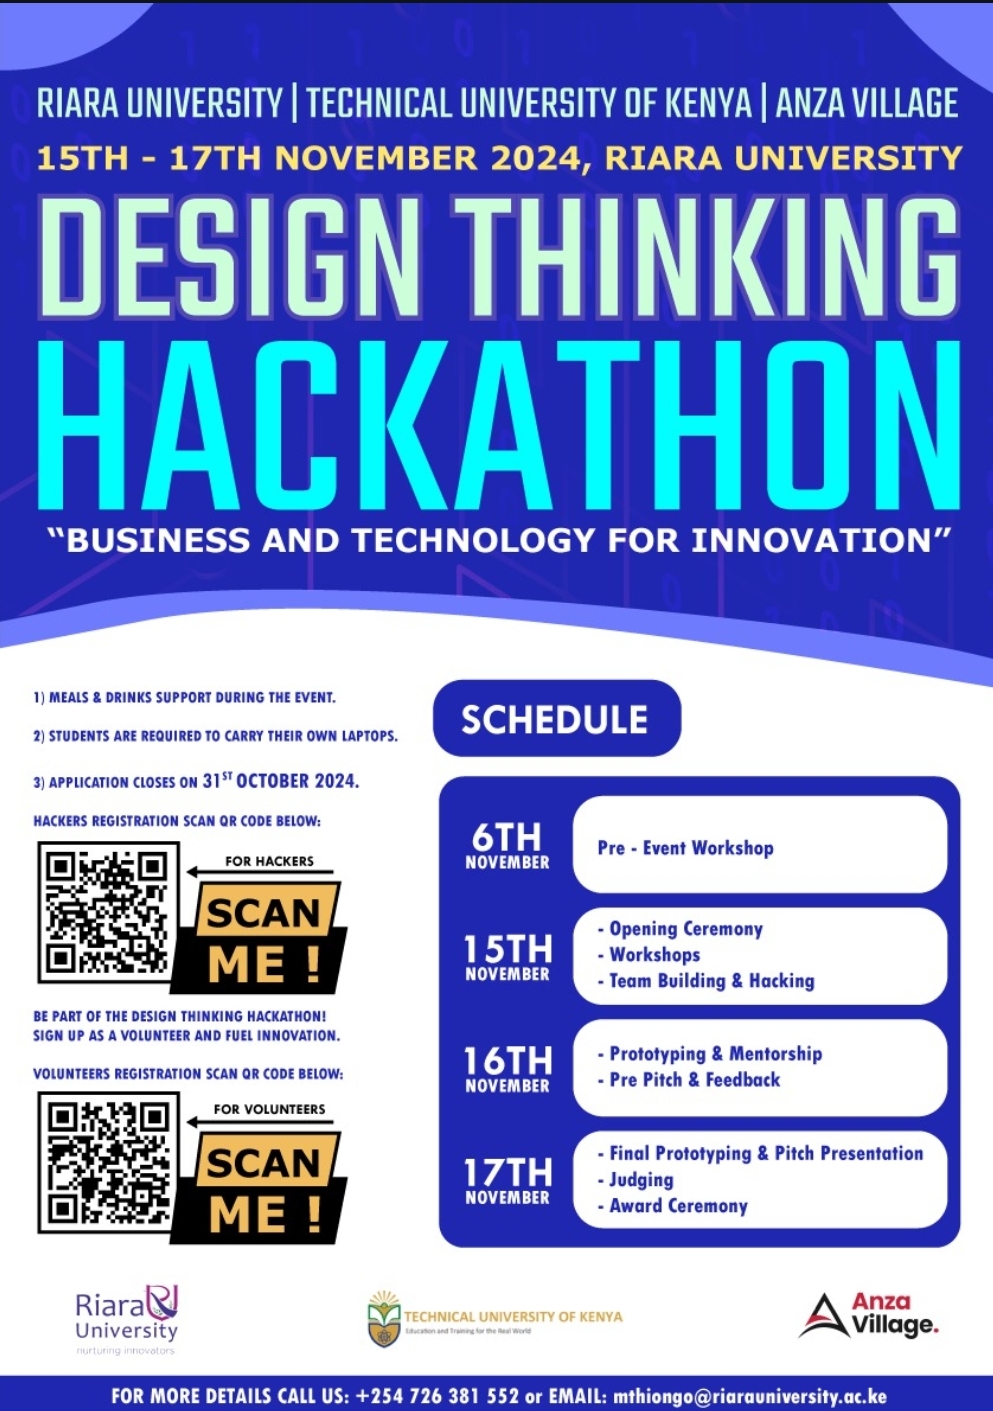 RIARA UNIVERSITY | TECHNICAL UNIVERSITY OF KENYA | ANZA VILLAGE
15TH - 17TH NOVEMBER 2024, RIARA UNIVERSITY
DESIGN THINKING
HACKATHON
“BUSINESS AND TECHNOLOGY FOR INNOVATION”
1) MEALS & DRINKS SUPPORT DURING THE EVENT.
2) STUDENTS ARE REQUIRED TO CARRY THEIR OWN LAPTOPS.
3) APPLICATION CLOSES ON 31ST OCTOBER 2024.
HACKERS REGISTRATION SCAN QR CODE BELOW:
FOR HACKERS
SCAN
ME !
BE PART OF THE DESIGN THINKING HACKATHON!
SIGN UP AS A VOLUNTEER AND FUEL INNOVATION.
VOLUNTEERS REGISTRATION SCAN QR CODE BELOW:
FOR VOLUNTEERS
SCAN
ME !
SCHEDULE
6TH
NOVEMBER
Pre - Event Workshop
15TH
NOVEMBER
- Opening Ceremony
- Workshops
- Team Building & Hacking
16TH
NOVEMBER
- Prototyping & Mentorship
- Pre Pitch & Feedback
17TH
NOVEMBER
- Final Prototyping & Pitch Presentation
- Judging
- Award Ceremony
Riara
University
nurturing innovators
TECHNICAL UNIVERSITY OF KENYA
Education and Training for the Real World
Anza
Village.
FOR MORE DETAILS CALL US: +254 726 381 552 or EMAIL: mthiongo@riarauniversity.ac.ke